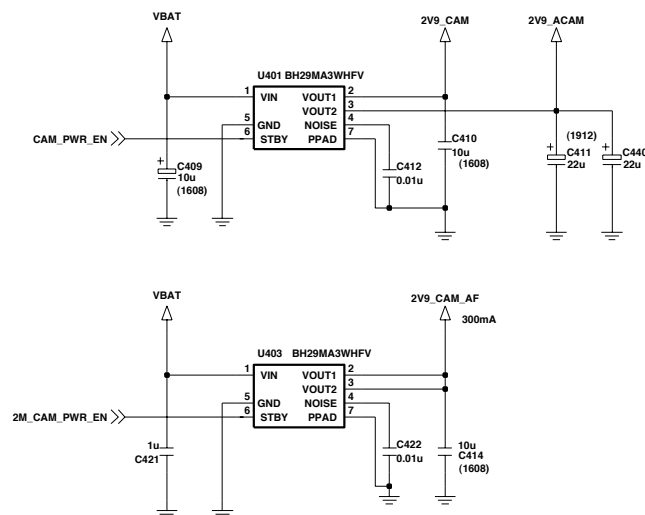 VBAT
2V9_CAM
2V9_ACAM
U401 BH29MA3WHFV
1 VIN VOUT1 2
VOUT2 3
5 GND NOISE 4
6 STBY PPAD 7
CAM_PWR_EN
C409
10u
(1608)
C412
0.01u
C410
10u
(1608)
(1912)
C411
22u
C440
22u
VBAT
2V9_CAM_AF
300mA
U403 BH29MA3WHFV
1 VIN VOUT1 2
VOUT2 3
5 GND NOISE 4
6 STBY PPAD 7
2M_CAM_PWR_EN
1u
C421
C422
0.01u
10u
C414
(1608)